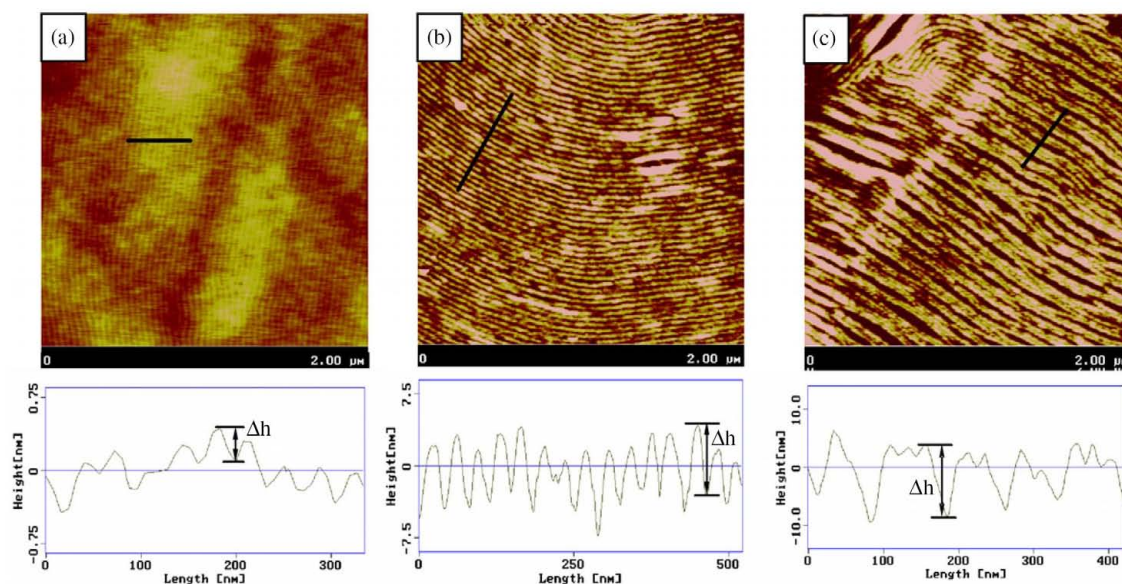 (a)
(b)
(c)
0 2.00 µm
0 2.00 µm
0 2.00 µm
0.75
0
-0.75
Height[nm]
Δh
0 100 200 300
Length [nm]
7.5
0
-7.5
Height[nm]
Δh
0 250 500
Length [nm]
10.0
0
-10.0
Height[nm]
Δh
0 100 200 300 400
Length [nm]